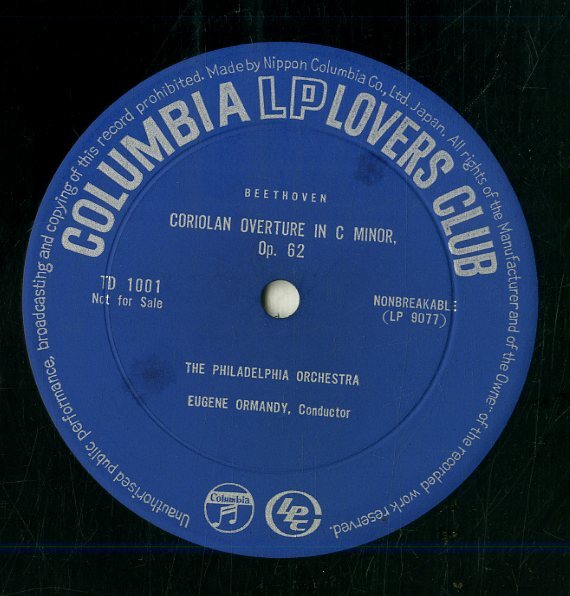 Made by Nippon Columbia Co., Ltd. Japan. All rights of the Manufacturer and of the Owner of the recorded work reserved.
Unauthorised public performance, broadcasting and copying of this record prohibited.
COLUMBIA LP LOVERS CLUB
BEETHOVEN
CORIOLAN OVERTURE IN C MINOR,
Op. 62
TD 1001
Not for Sale
NONBREAKABLE
(LP 9077)
THE PHILADELPHIA ORCHESTRA
EUGENE ORMANDY, Conductor
Columbia
LPC